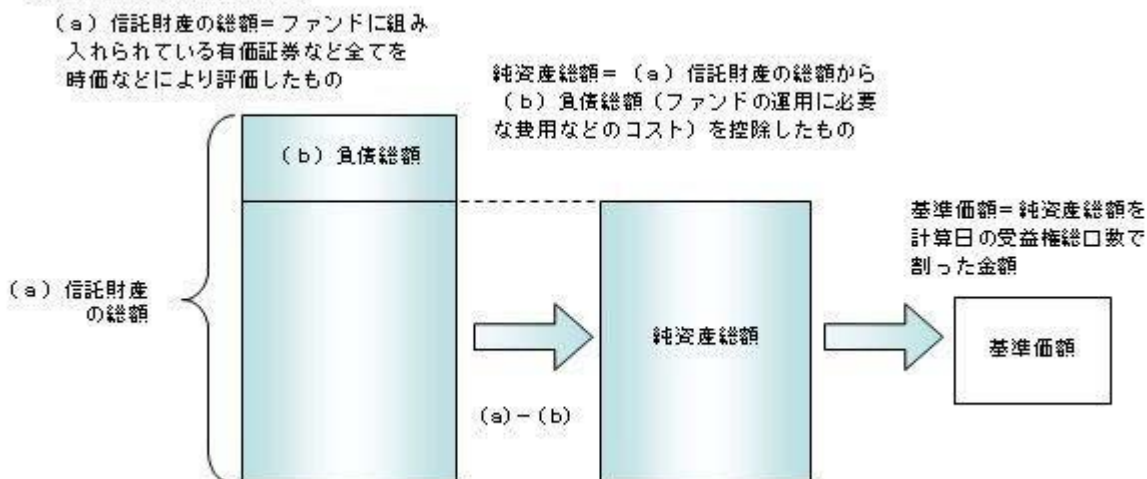 (a)信託財産の総額=ファンドに組み
入れられている有価証券など全てを
時価などにより評価したもの
純資産総額=(a)信託財産の総額から
(b)負債総額(ファンドの運用に必要
な費用などのコスト)を控除したもの
(b)負債総額
基準価額=純資産総額を
計算日の受益権総口数で
割った金額
(a)信託財産
の総額
純資産総額
基準価額
(a)-(b)